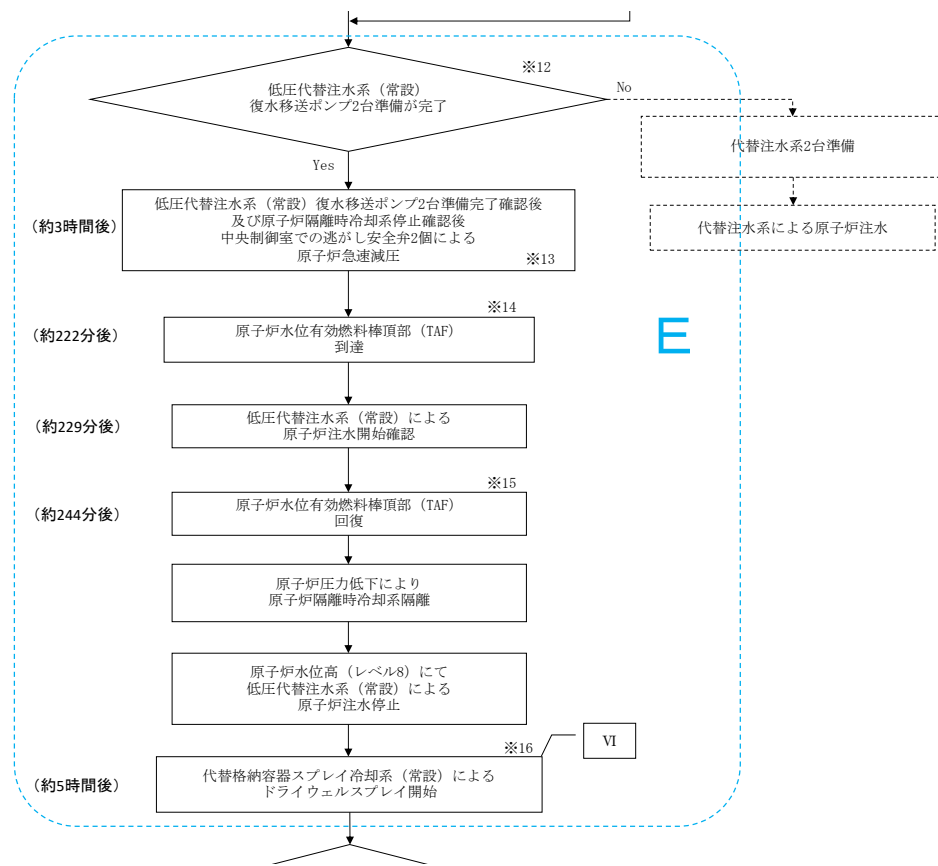 ※12
低圧代替注水系（常設）
復水移送ポンプ2台準備が完了
No
代替注水系2台準備
Yes
代替注水系による原子炉注水
（約3時間後）
低圧代替注水系（常設）復水移送ポンプ2台準備完了確認後
及び原子炉隔離時冷却系停止確認後
中央制御室での逃がし安全弁2個による
原子炉急速減圧
※13
※14
（約222分後）
原子炉水位有効燃料棒頂部（TAF）
到達
E
（約229分後）
低圧代替注水系（常設）による
原子炉注水開始確認
※15
（約244分後）
原子炉水位有効燃料棒頂部（TAF）
回復
原子炉圧力低下により
原子炉隔離時冷却系隔離
原子炉水位高（レベル8）にて
低圧代替注水系（常設）による
原子炉注水停止
※16
Ⅵ
（約5時間後）
代替格納容器スプレイ冷却系（常設）による
ドライウェルスプレイ開始